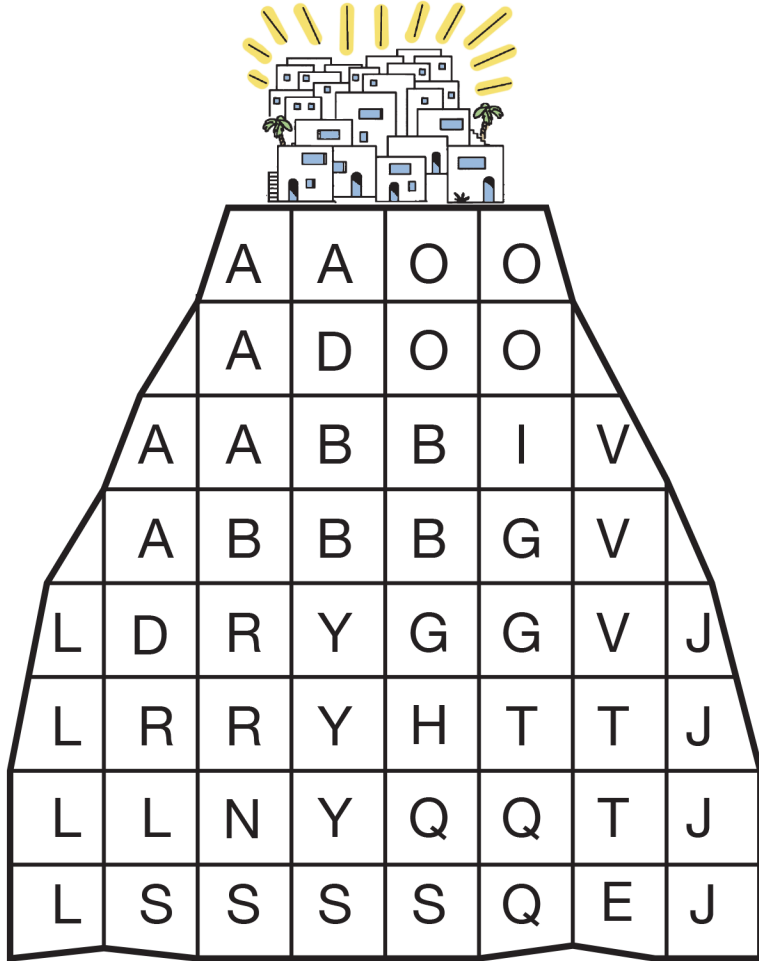 A A O O
A D O O
A A B B I V
A B B B G V
L D R Y G G V J
L R R Y H T T J
L L N Y Q Q T J
L S S S S Q E J